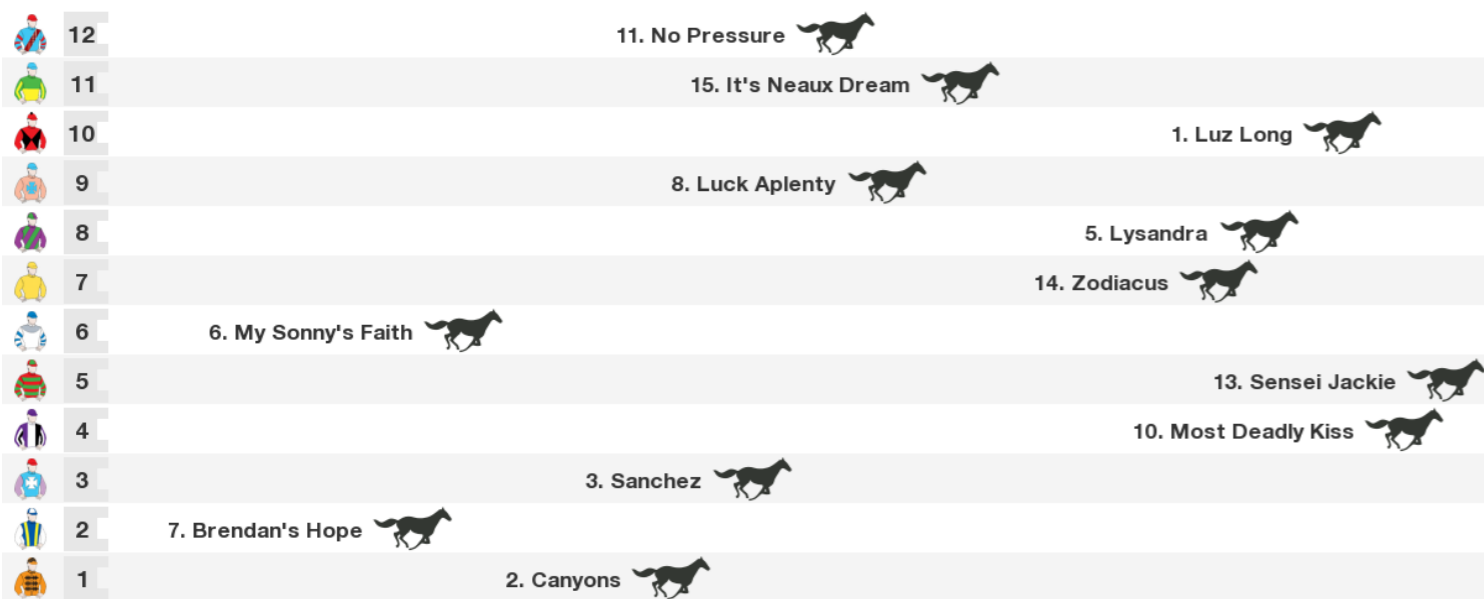 12 11. No Pressure
11 15. It's Neaux Dream
10 1. Luz Long
9 8. Luck Aplenty
8 5. Lysandra
7 14. Zodiacus
6 6. My Sonny's Faith
5 13. Sensei Jackie
4 10. Most Deadly Kiss
3 3. Sanchez
2 7. Brendan's Hope
1 2. Canyons